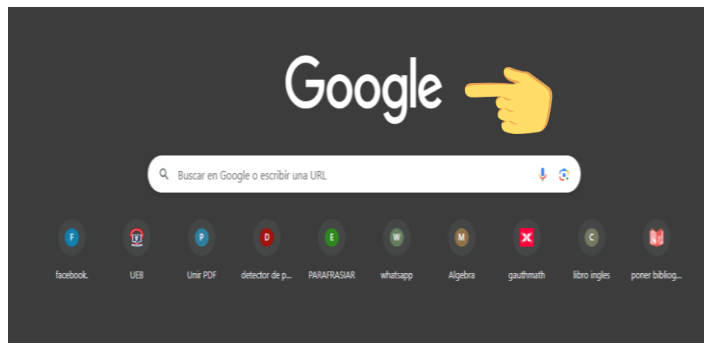 Google
Buscar en Google o escribir una URL
F UEB P D E W M X C
facebook. UEB Unir PDF detector de p... PARAFRASIAR whatsapp Algebra gauthmath libro ingles poner bibliog...